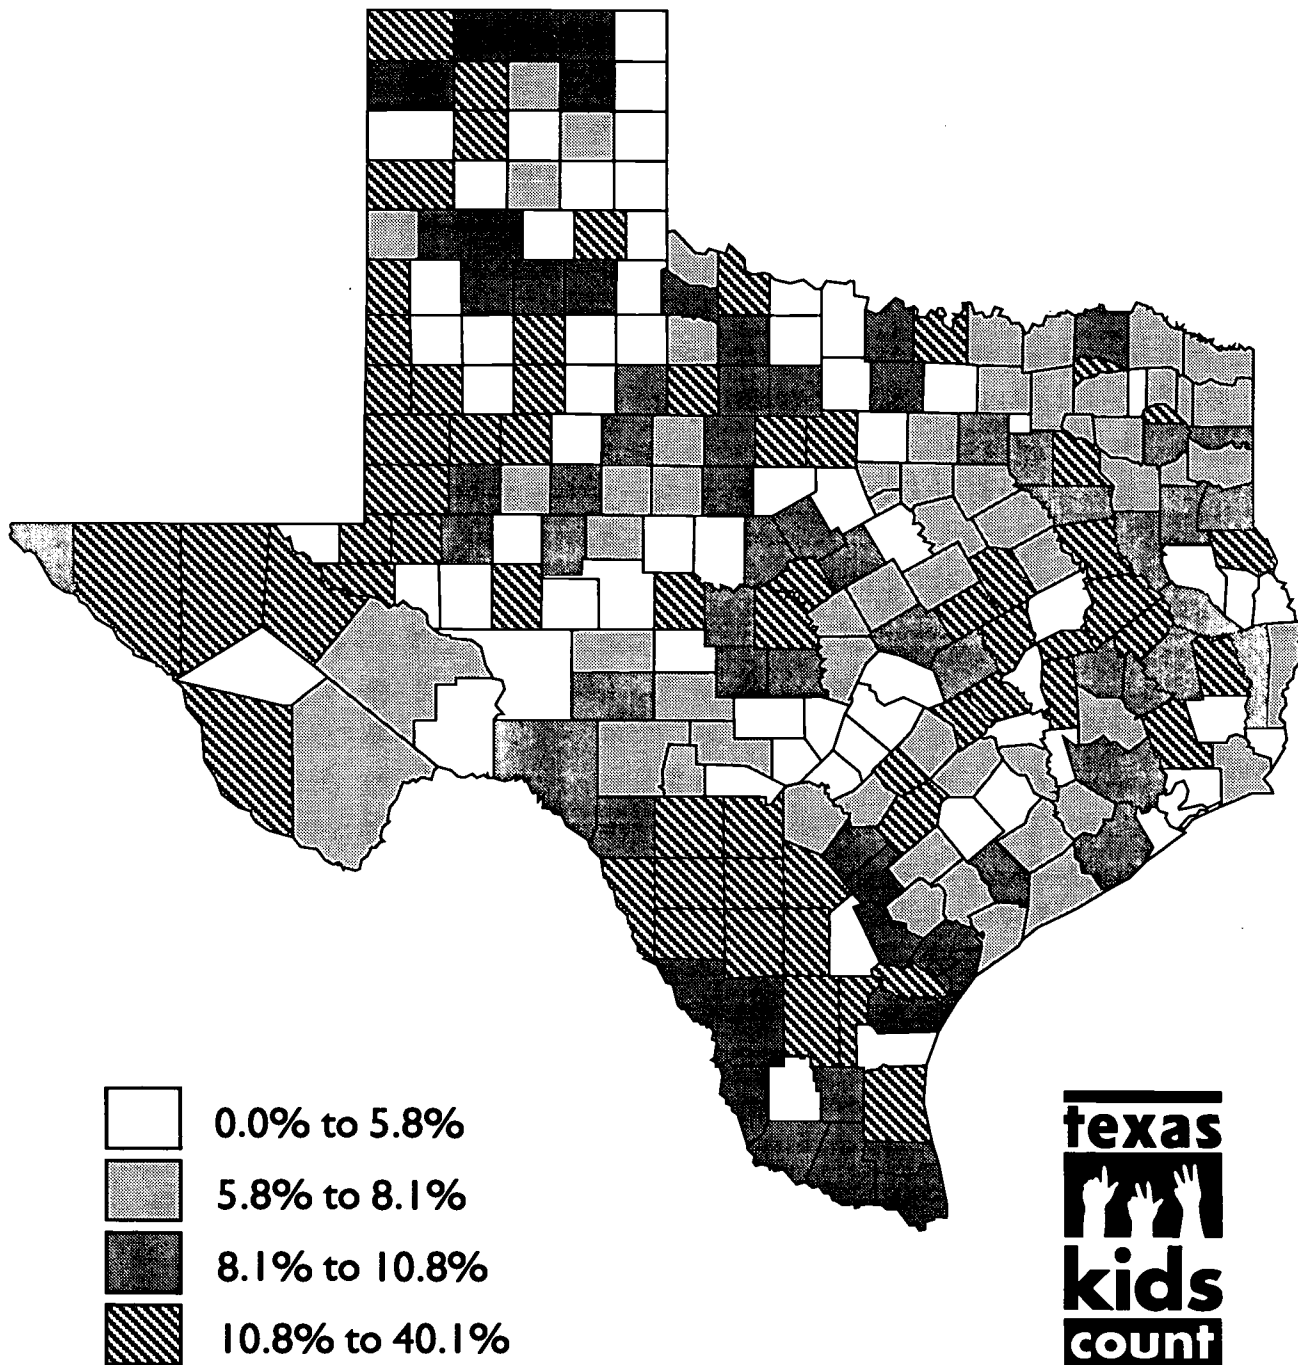 0.0% to 5.8%
5.8% to 8.1%
8.1% to 10.8%
10.8% to 40.1%
texas
kids
count